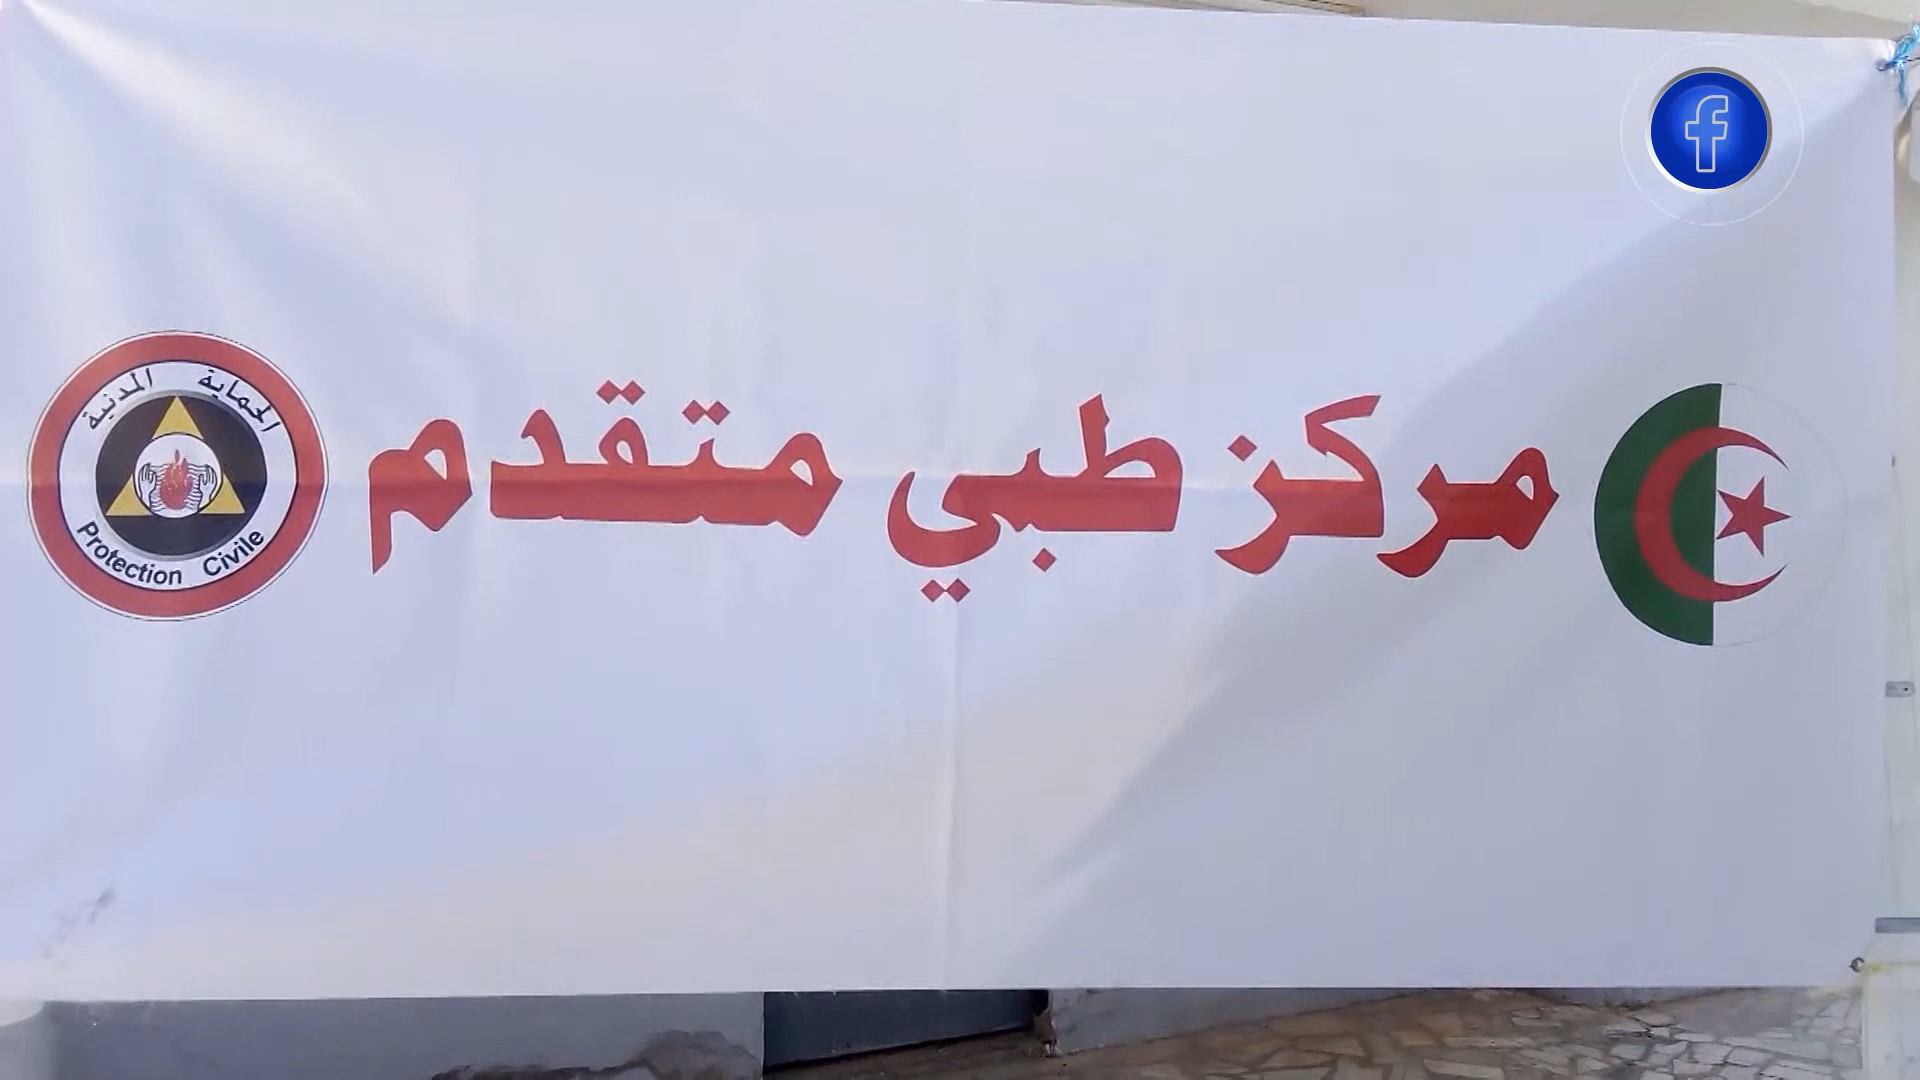 مركز طبي متقدم
الحماية المدنية
Protection Civile